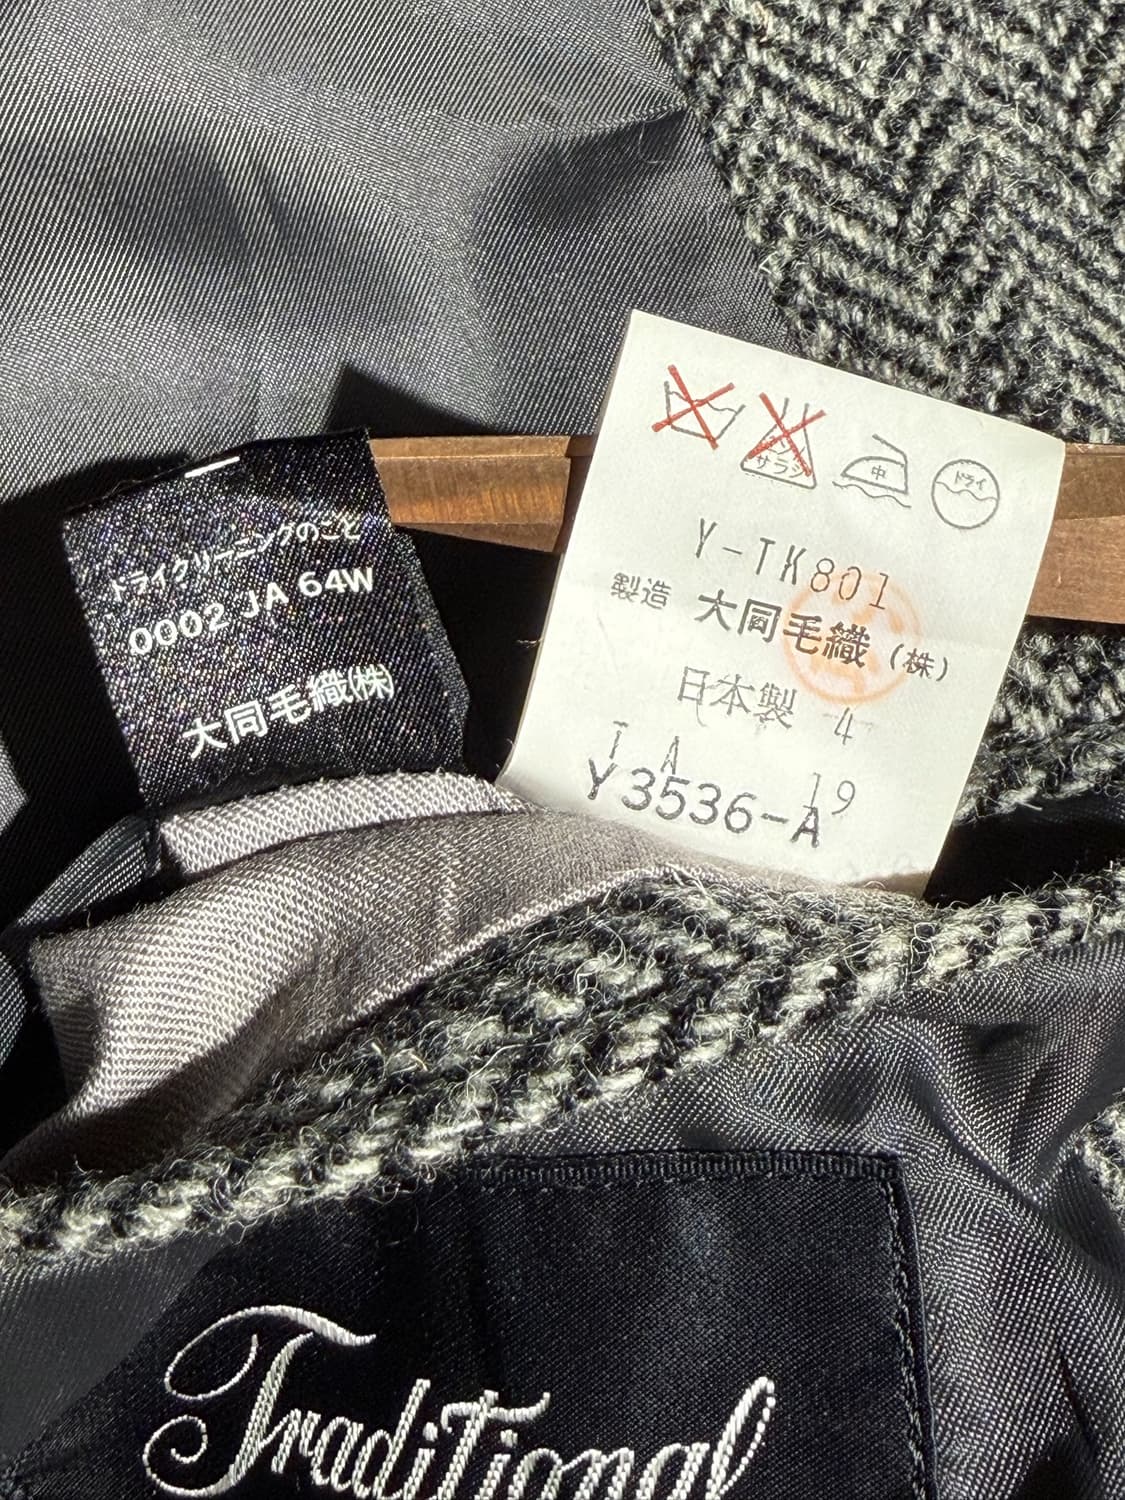 ドライクリーニングのこと
0002 JA 64W
大同毛織(株)
サラシ
中
ドライ
Y-TK801
製造 大同毛織(株)
日本製 4
I A 19
Y3536-A
Traditional